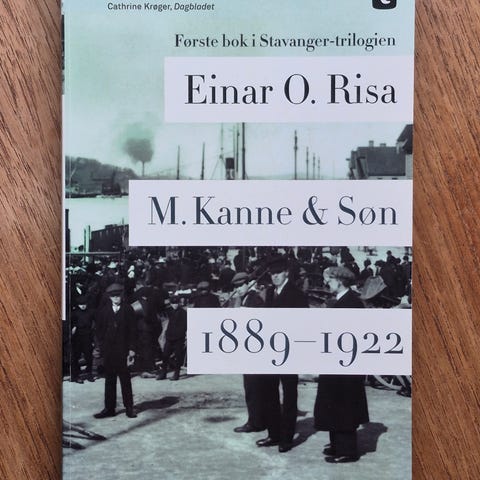 Cathrine Krøger, Dagbladet
G
Første bok i Stavanger-trilogien
Einar O. Risa
M. Kanne & Søn
1889–1922